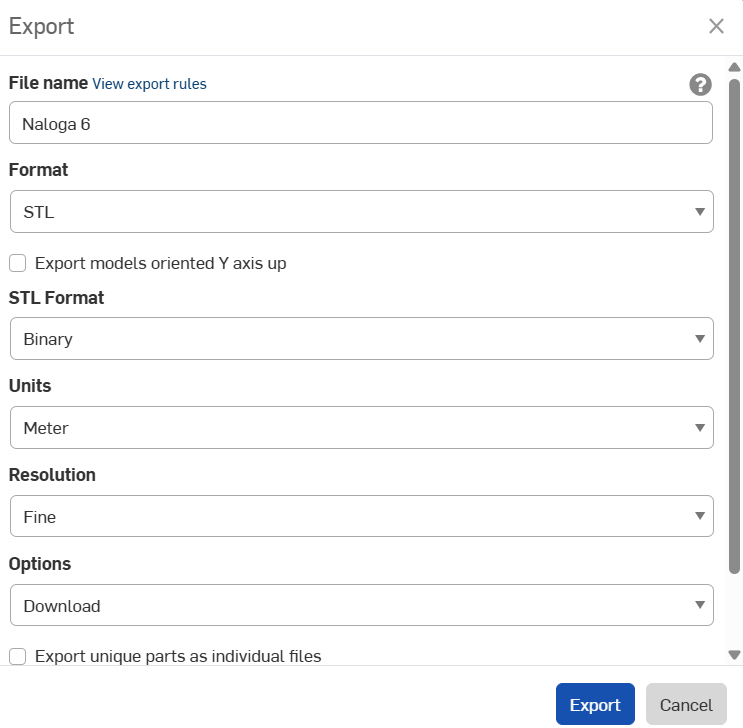 Export
File name View export rules
Naloga 6
Format
STL
Export models oriented Y axis up
STL Format
Binary
Units
Meter
Resolution
Fine
Options
Download
Export unique parts as individual files
Export Cancel